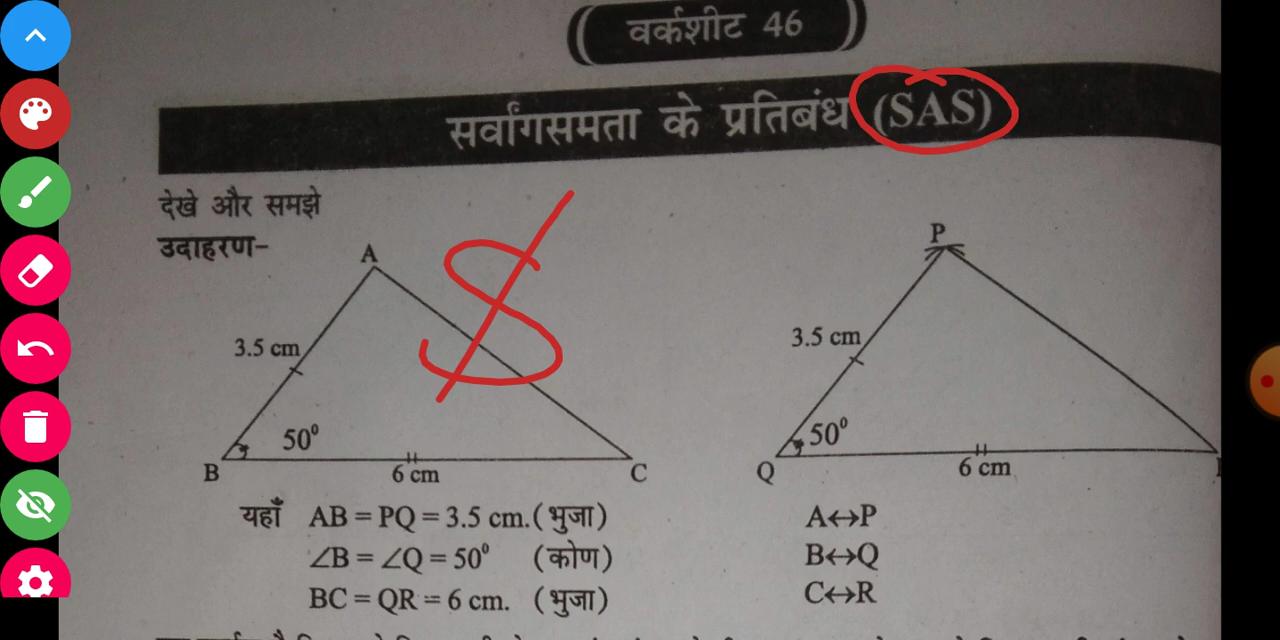 वर्कशीट 46
सर्वांगसमता के प्रतिबंध (SAS)
देखे और समझे
उदाहरण-
A
P
3.5 cm
3.5 cm
50⁰
50⁰
B
6 cm
C
Q
6 cm
यहाँ AB = PQ = 3.5 cm. (भुजा)
A↔P
∠B = ∠Q = 50⁰ (कोण)
B↔Q
BC = QR = 6 cm. (भुजा)
C↔R